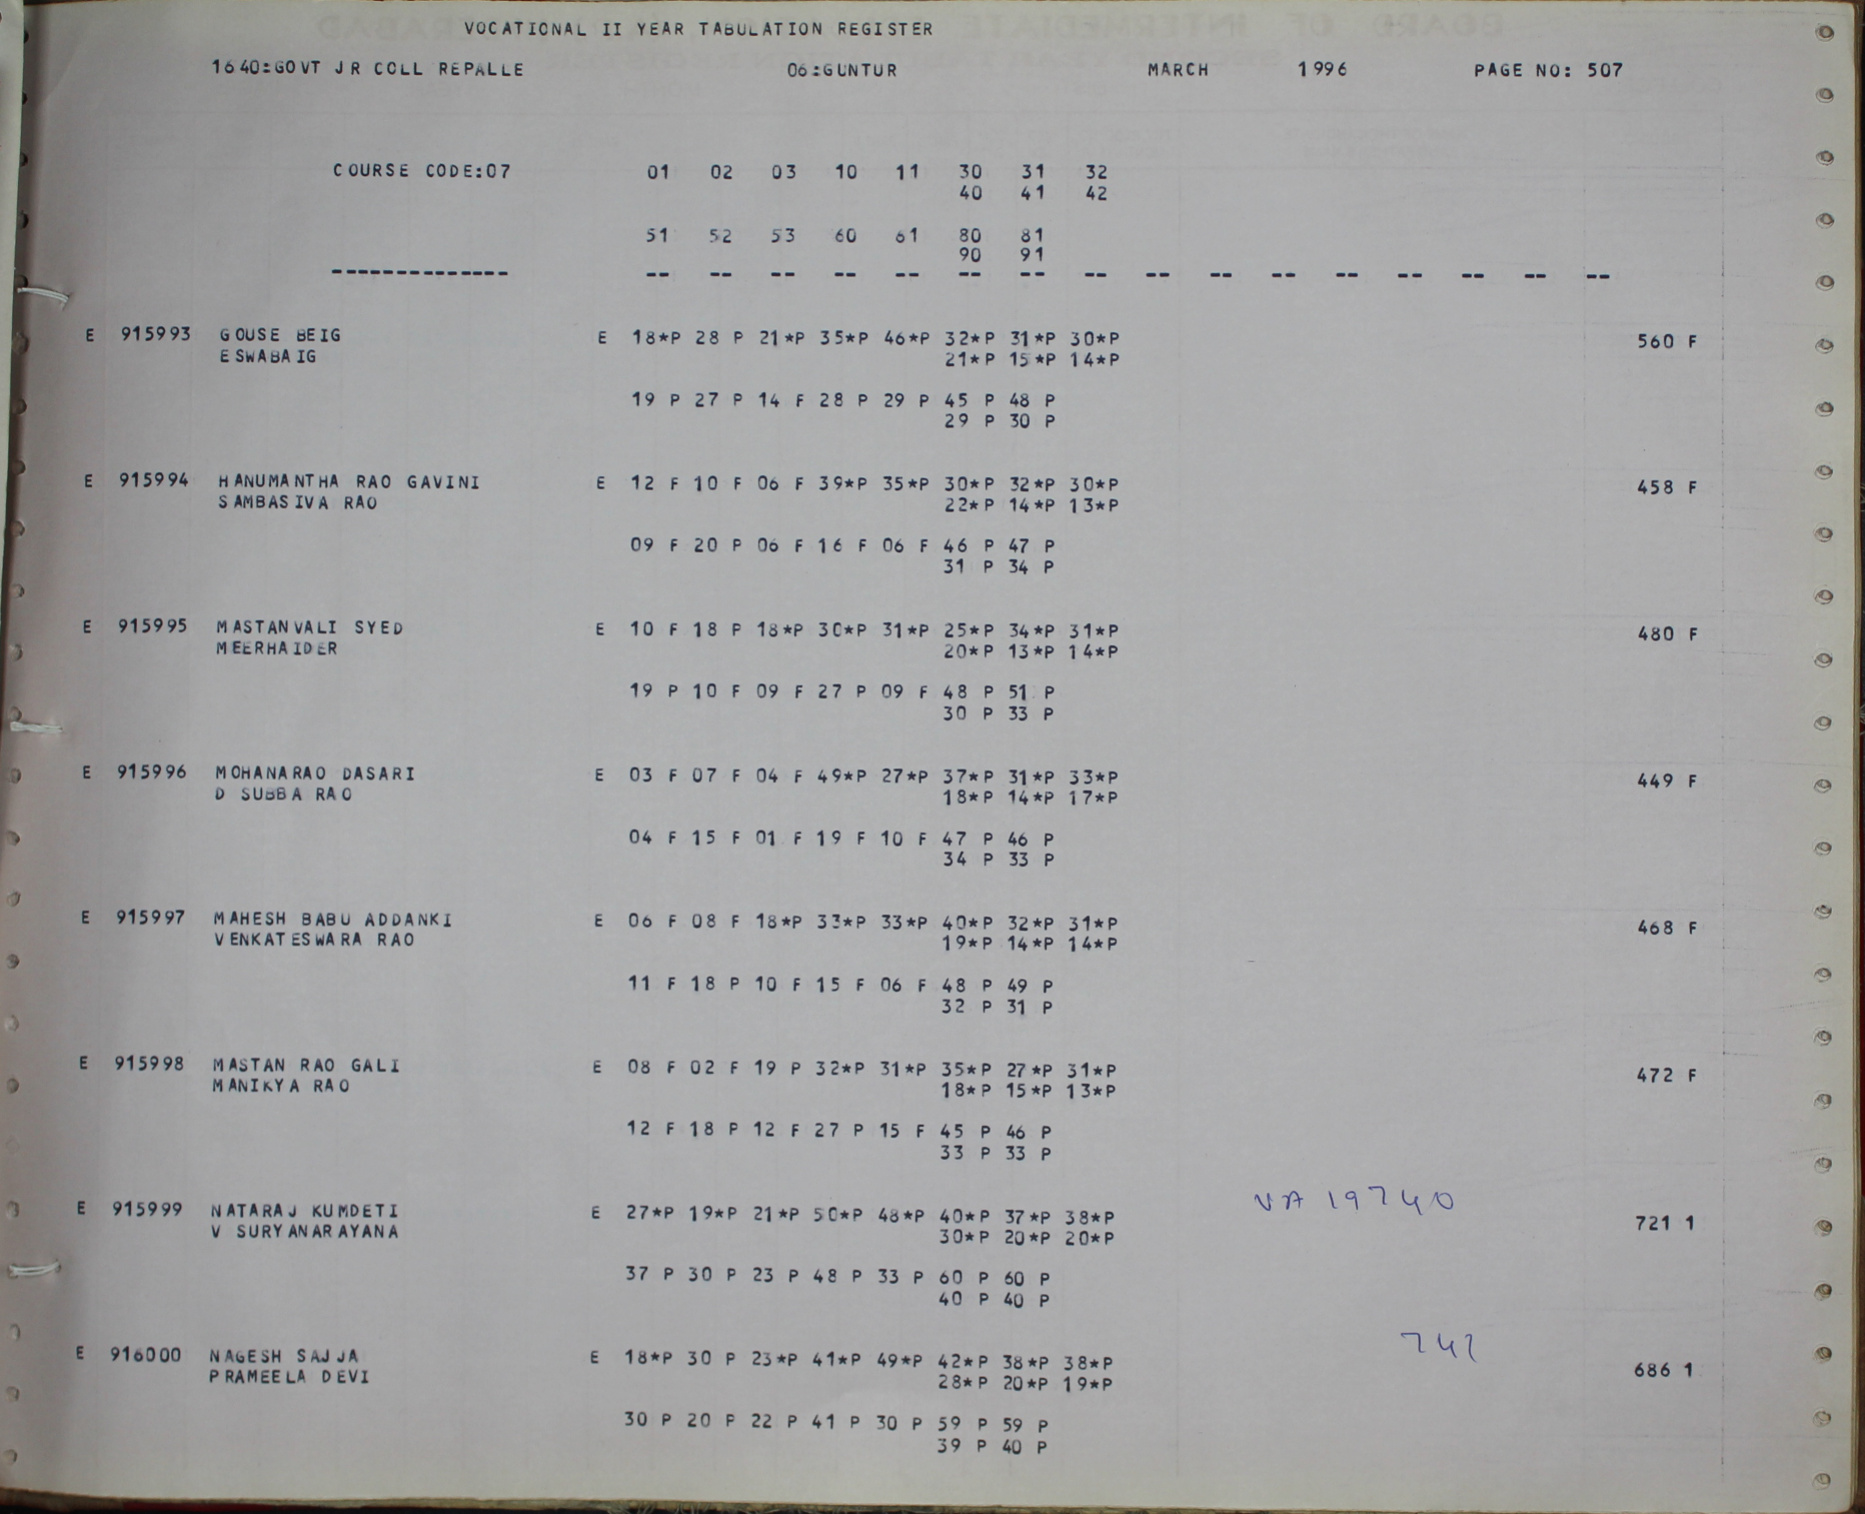 VOCATIONAL II YEAR TABULATION REGISTER
1640:GOVT JR COLL REPALLE 06:GUNTUR MARCH 1996 PAGE NO: 507
COURSE CODE:07 01 02 03 10 11 30 31 32
40 41 42
51 52 53 60 61 80 81
90 91
-------------- -- -- -- -- -- -- -- -- -- -- -- -- -- -- -- --
E 915993 GOUSE BEIG E 18*P 28 P 21*P 35*P 46*P 32*P 31*P 30*P 560 F
ESWABAIG 21*P 15*P 14*P
19 P 27 P 14 F 28 P 29 P 45 P 48 P
29 P 30 P
E 915994 HANUMANTHA RAO GAVINI E 12 F 10 F 06 F 39*P 35*P 30*P 32*P 30*P 458 F
SAMBASIVA RAO 22*P 14*P 13*P
09 F 20 P 06 F 16 F 06 F 46 P 47 P
31 P 34 P
E 915995 MASTANVALI SYED E 10 F 18 P 18*P 30*P 31*P 25*P 34*P 31*P 480 F
MEERHAIDER 20*P 13*P 14*P
19 P 10 F 09 F 27 P 09 F 48 P 51 P
30 P 33 P
E 915996 MOHANARAO DASARI E 03 F 07 F 04 F 49*P 27*P 37*P 31*P 33*P 449 F
D SUBBA RAO 18*P 14*P 17*P
04 F 15 F 01 F 19 F 10 F 47 P 46 P
34 P 33 P
E 915997 MAHESH BABU ADDANKI E 06 F 08 F 18*P 33*P 33*P 40*P 32*P 31*P 468 F
VENKATESWARA RAO 19*P 14*P 14*P
11 F 18 P 10 F 15 F 06 F 48 P 49 P
32 P 31 P
E 915998 MASTAN RAO GALI E 08 F 02 F 19 P 32*P 31*P 35*P 27*P 31*P 472 F
MANIKYA RAO 18*P 15*P 13*P
12 F 18 P 12 F 27 P 15 F 45 P 46 P
33 P 33 P
E 915999 NATARAJ KUMDETI E 27*P 19*P 21*P 50*P 48*P 40*P 37*P 38*P VA 19740 721 1
V SURYANARAYANA 30*P 20*P 20*P
37 P 30 P 23 P 48 P 33 P 60 P 60 P
40 P 40 P
E 916000 NAGESH SAJJA E 18*P 30 P 23*P 41*P 49*P 42*P 38*P 38*P 741 686 1
PRAMEELA DEVI 28*P 20*P 19*P
30 P 20 P 22 P 41 P 30 P 59 P 59 P
39 P 40 P